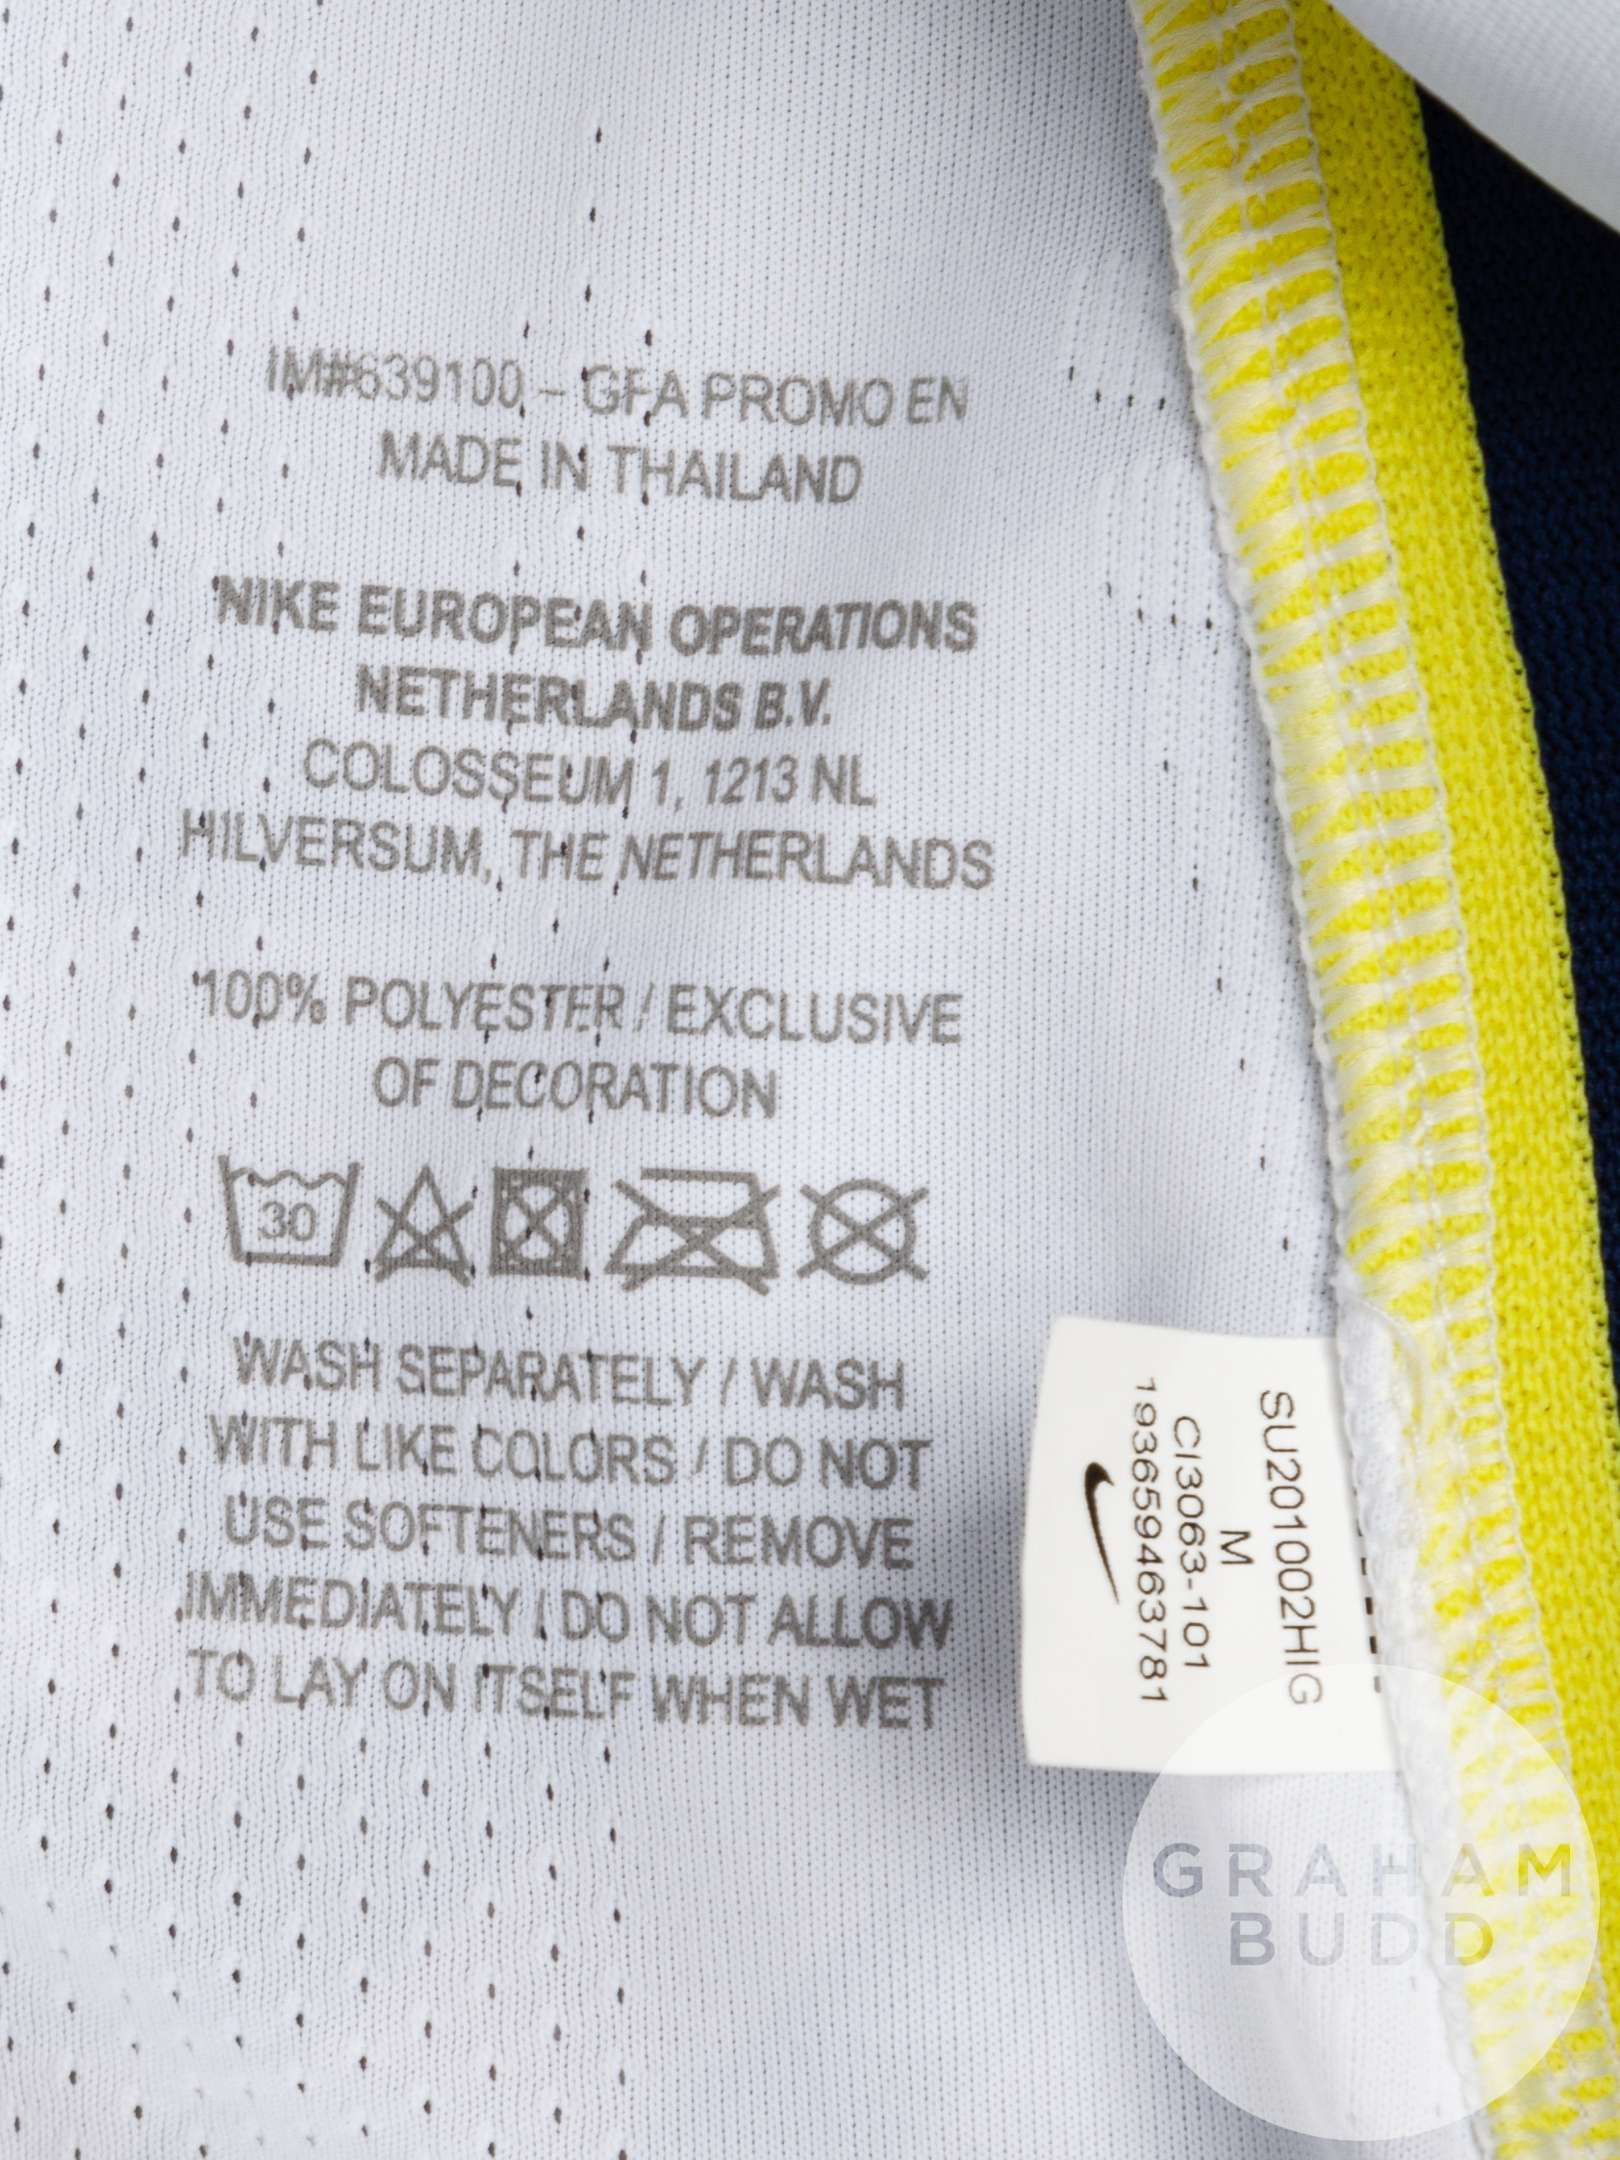 IM#639100 – GFA PROMO EN
MADE IN THAILAND
NIKE EUROPEAN OPERATIONS
NETHERLANDS B.V.
COLOSSEUM 1, 1213 NL
HILVERSUM, THE NETHERLANDS
100% POLYESTER / EXCLUSIVE
OF DECORATION
30
WASH SEPARATELY / WASH
WITH LIKE COLORS / DO NOT
USE SOFTENERS / REMOVE
IMMEDIATELY / DO NOT ALLOW
TO LAY ON ITSELF WHEN WET
SU201002HIG
M
CI3063-101
193659463781
GRAHAM
BUDD